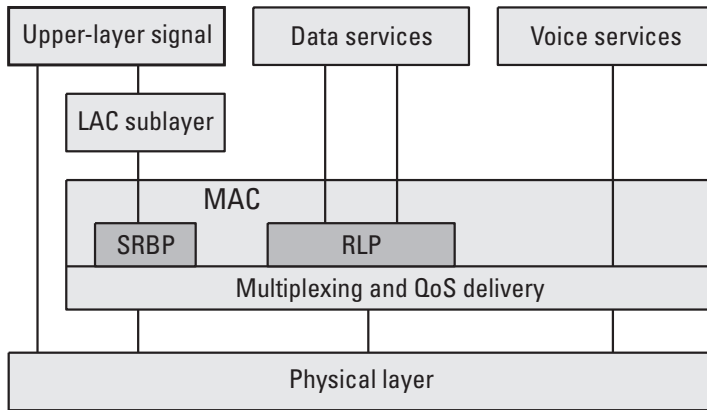 Upper-layer signal
Data services
Voice services
LAC sublayer
MAC
SRBP
RLP
Multiplexing and QoS delivery
Physical layer